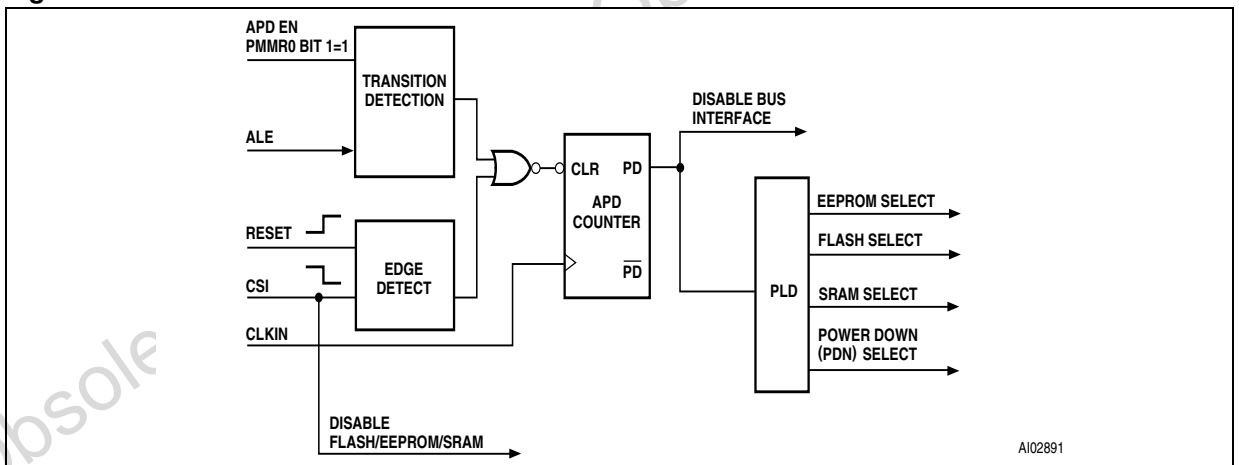 APD EN
PMMR0 BIT 1=1
TRANSITION
DETECTION
ALE
DISABLE BUS
INTERFACE
CLR
PD
APD
COUNTER
PD
RESET
CSI
EDGE
DETECT
CLKIN
PLD
EEPROM SELECT
FLASH SELECT
SRAM SELECT
POWER DOWN
(PDN) SELECT
DISABLE
FLASH/EEPROM/SRAM
AI02891